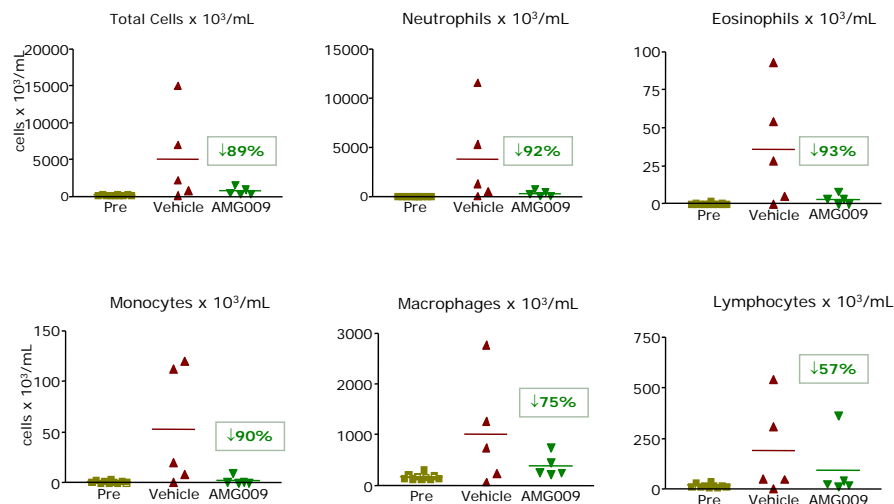 Total Cells x 10³/mL
cells x 10³/mL
20000
15000
10000
5000
0
↓89%
Pre Vehicle AMG009
Neutrophils x 10³/mL
15000
10000
5000
0
↓92%
Pre Vehicle AMG009
Eosinophils x 10³/mL
100
75
50
25
0
↓93%
Pre Vehicle AMG009
Monocytes x 10³/mL
cells x 10³/mL
150
100
50
0
↓90%
Pre Vehicle AMG009
Macrophages x 10³/mL
3000
2000
1000
0
↓75%
Pre Vehicle AMG009
Lymphocytes x 10³/mL
750
500
250
0
↓57%
Pre Vehicle AMG009